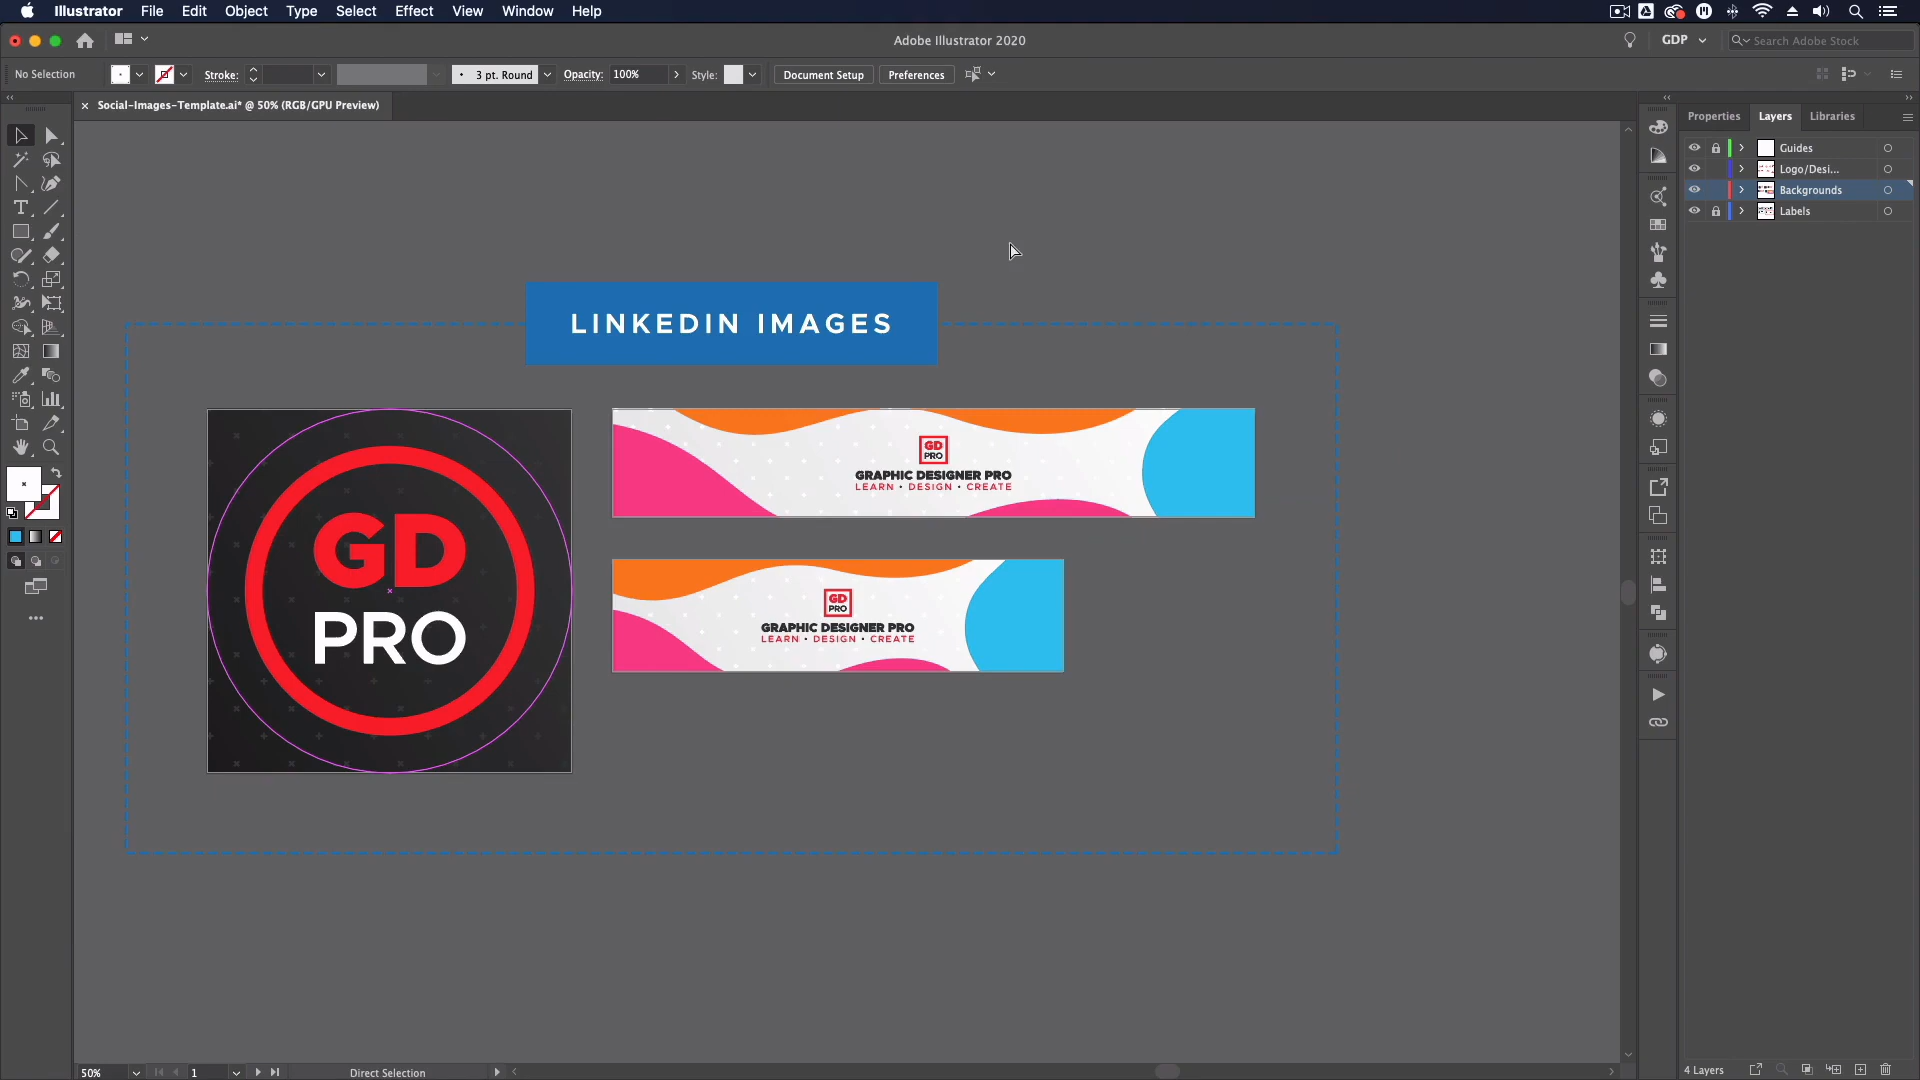 Illustrator File Edit Object Type Select Effect View Window Help
Adobe Illustrator 2020
GDP
Search Adobe Stock
No Selection
Stroke:
3 pt. Round
Opacity: 100%
Style:
Document Setup
Preferences
× Social-Images-Template.ai* @ 50% (RGB/GPU Preview)
Properties Layers Libraries
Guides
Logo/Desi...
Backgrounds
Labels
LINKEDIN IMAGES
GD
PRO
GD
PRO
GRAPHIC DESIGNER PRO
LEARN • DESIGN • CREATE
GD
PRO
GRAPHIC DESIGNER PRO
LEARN • DESIGN • CREATE
50%
1
Direct Selection
4 Layers